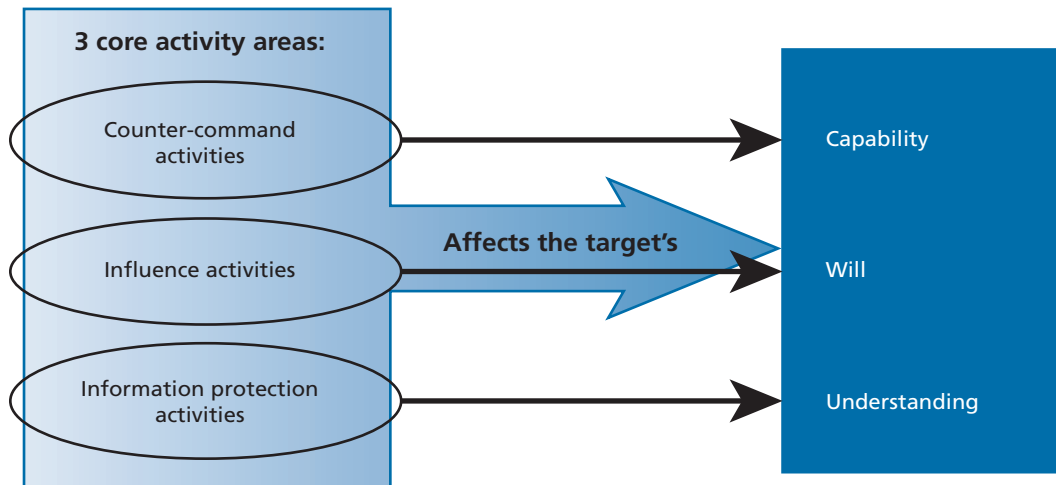 3 core activity areas:
Counter-command
activities
Capability
Affects the target's
Influence activities
Will
Information protection
activities
Understanding